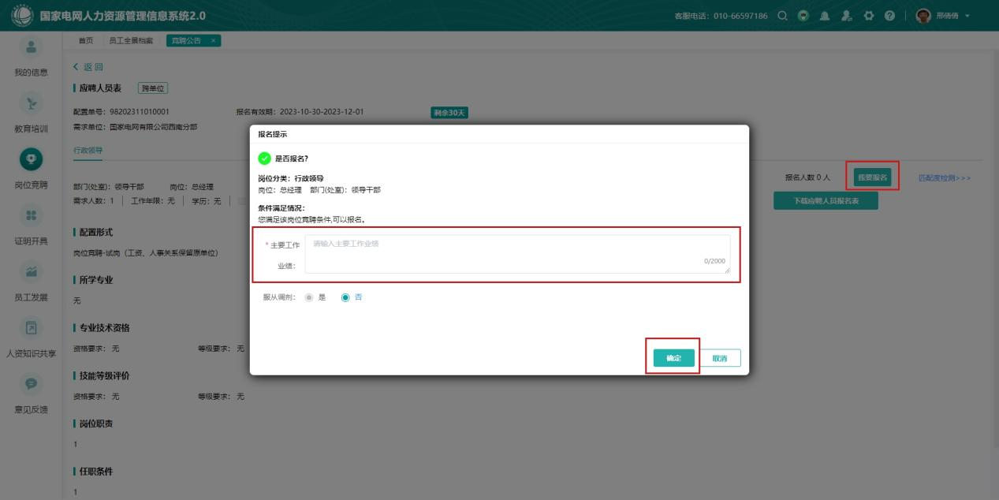 国家电网人力资源管理信息系统2.0
客服电话：010-66597186
邢倩倩
首页 员工全景档案 竞聘公告 ×
我的信息
教育培训
岗位竞聘
证明开具
员工发展
人资知识共享
意见反馈
< 返回
应聘人员表 跨单位
配置单号：98202311010001 报名有效期：2023-10-30-2023-12-01 剩余30天
需求单位：国家电网有限公司西南分部
行政领导
部门(处室)：领导干部 岗位：总经理
需求人数：1 工作年限：无 学历：无
报名人数 0 人 我要报名 匹配度检测>>>
下载应聘人员报名表
配置形式
岗位竞聘-试岗（工资、人事关系保留原单位）
所学专业
无
专业技术资格
资格要求： 无 等级要求： 无
技能等级评价
资格要求： 无 等级要求： 无
岗位职责
1
任职条件
1
报名提示
是否报名?
岗位分类：行政领导
岗位：总经理 部门(处室)：领导干部
条件满足情况：
您满足该岗位竞聘条件,可以报名。
* 主要工作业绩：
请输入主要工作业绩
0/2000
服从调剂： 是 否
确定 取消